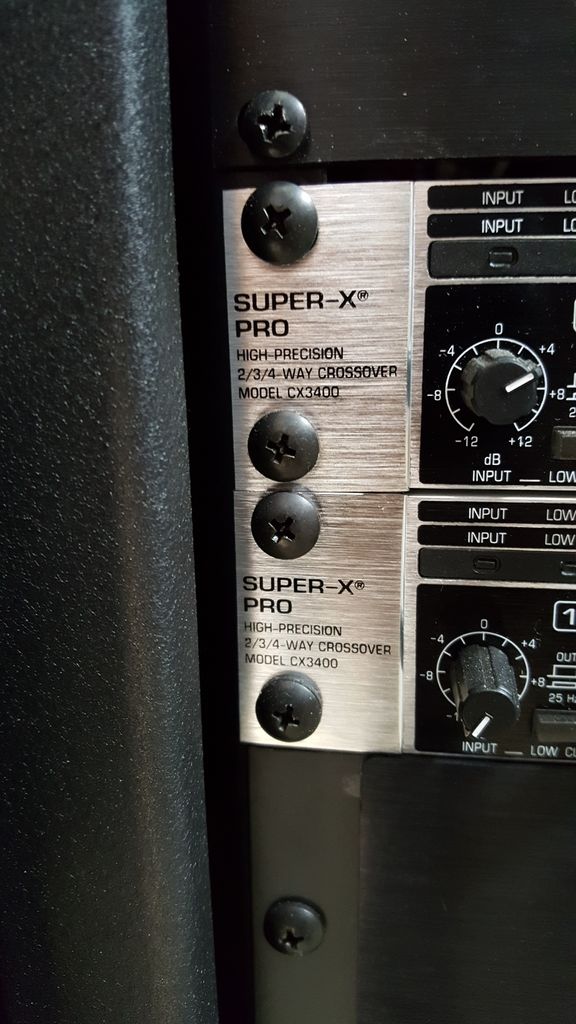 INPUT
INPUT
SUPER-X®
PRO
HIGH-PRECISION
2/3/4-WAY CROSSOVER
MODEL CX3400
0
-4 +4
-8 +8
-12 +12
dB
INPUT LOW
INPUT LOW
INPUT LOW
SUPER-X®
PRO
HIGH-PRECISION
2/3/4-WAY CROSSOVER
MODEL CX3400
1
0
-4 +4
OUT
-8 +8
25
INPUT LOW